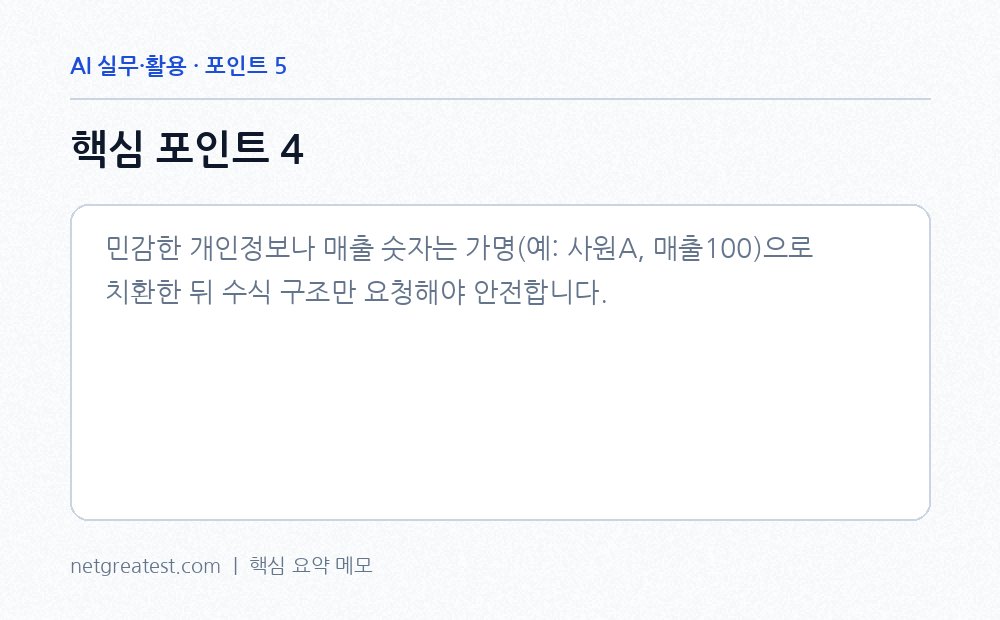 AI 실무·활용 · 포인트 5
핵심 포인트 4
민감한 개인정보나 매출 숫자는 가명(예: 사원A, 매출100)으로
치환한 뒤 수식 구조만 요청해야 안전합니다.
netgreatest.com | 핵심 요약 메모